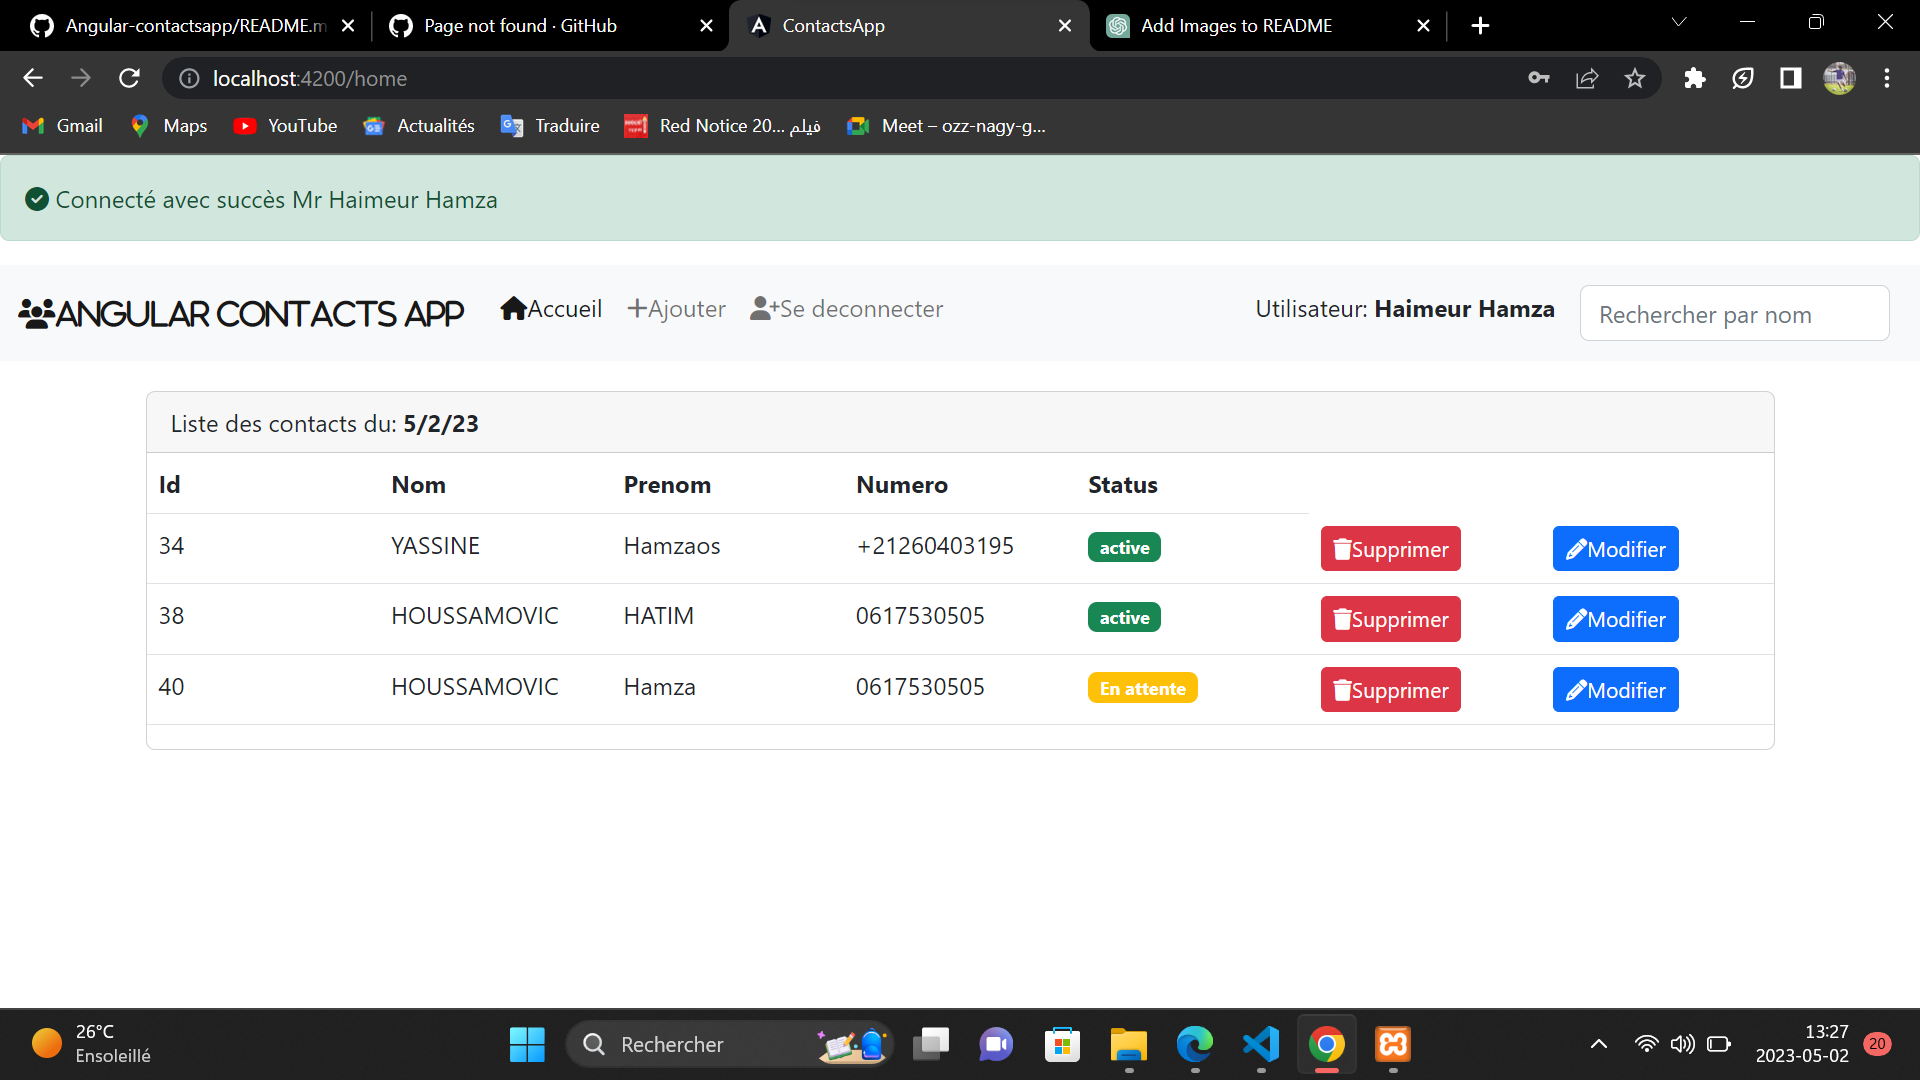 Angular-contactsapp/README.m
Page not found · GitHub
ContactsApp
Add Images to README
localhost:4200/home
Gmail
Maps
YouTube
Actualités
Traduire
Red Notice 20... فيلم
Meet – ozz-nagy-g...
Connecté avec succès Mr Haimeur Hamza
ANGULAR CONTACTS APP
Accueil
Ajouter
Se deconnecter
Utilisateur: Haimeur Hamza
Rechercher par nom
Liste des contacts du: 5/2/23
Id Nom Prenom Numero Status
34 YASSINE Hamzaos +21260403195 active Supprimer Modifier
38 HOUSSAMOVIC HATIM 0617530505 active Supprimer Modifier
40 HOUSSAMOVIC Hamza 0617530505 En attente Supprimer Modifier
26°C
Ensoleillé
Rechercher
13:27
2023-05-02
20